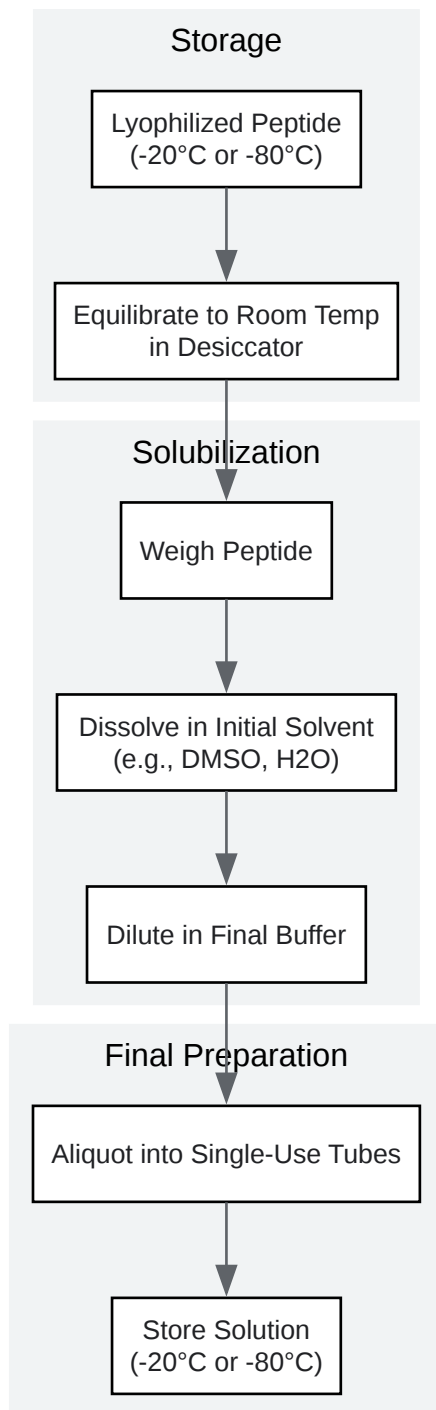 Storage
Lyophilized Peptide
(-20°C or -80°C)
Equilibrate to Room Temp
in Desiccator
Solubilization
Weigh Peptide
Dissolve in Initial Solvent
(e.g., DMSO, H2O)
Dilute in Final Buffer
Final Preparation
Aliquot into Single-Use Tubes
Store Solution
(-20°C or -80°C)